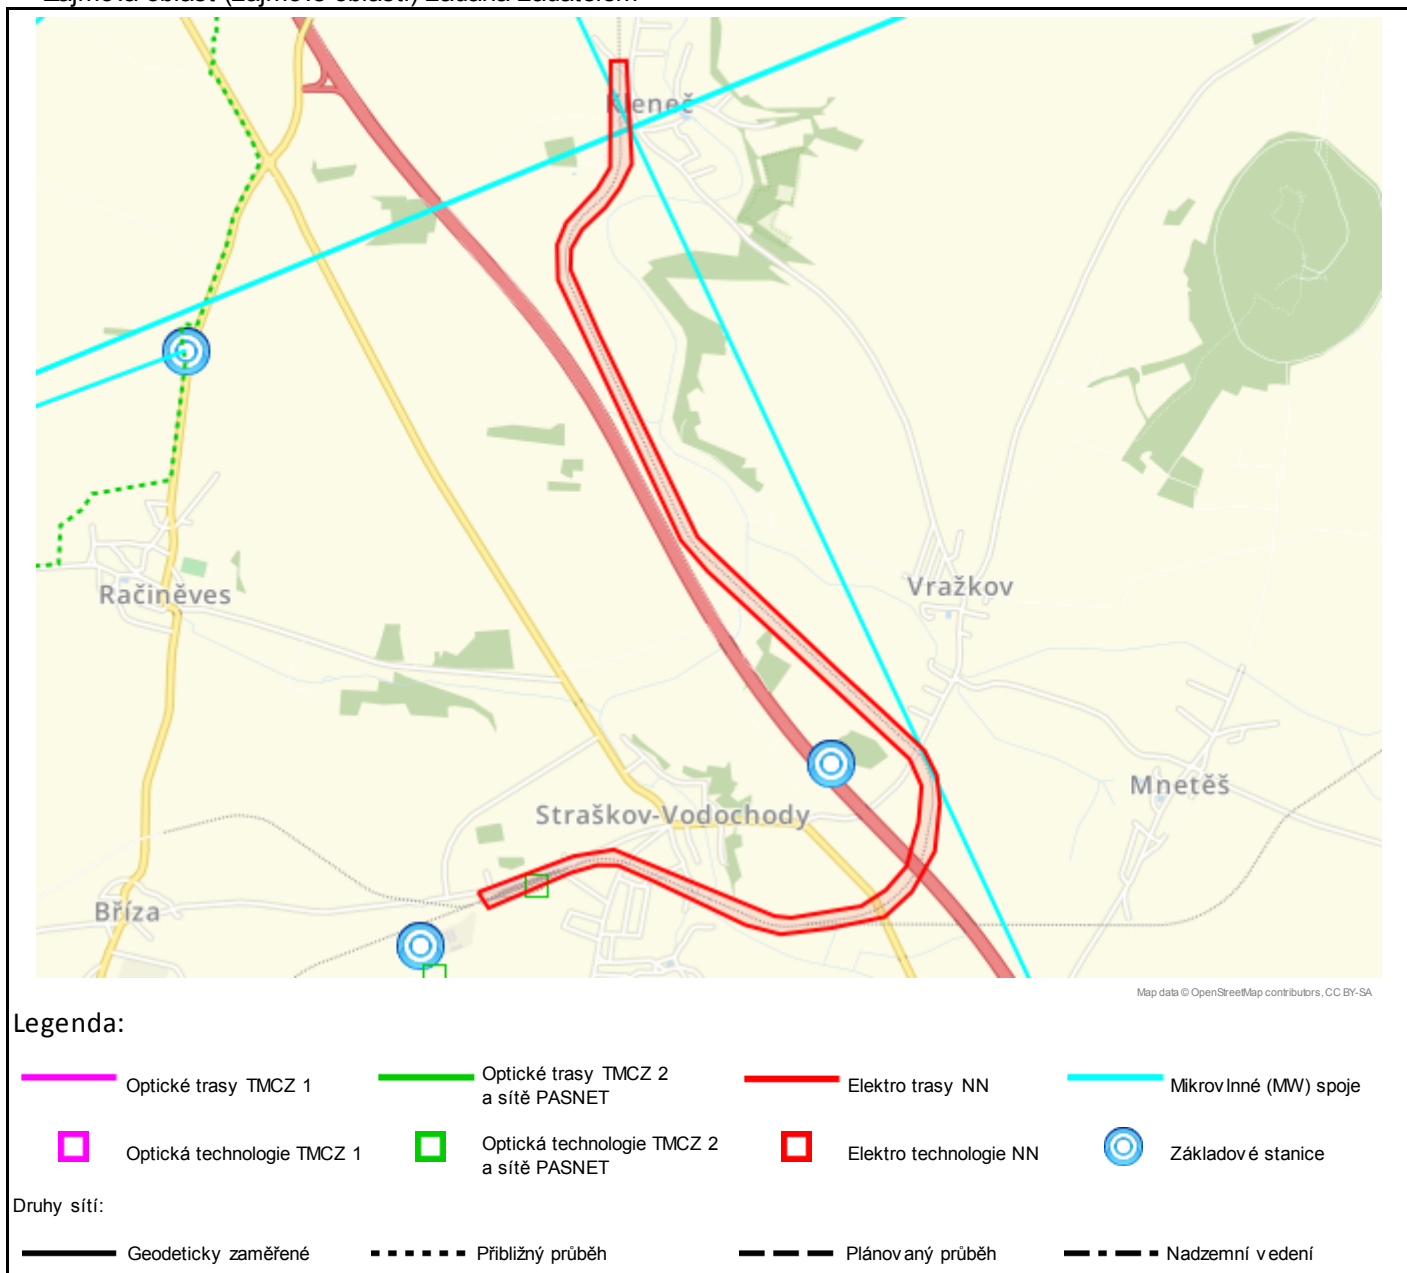 Kleneč
Vražkov
Račiněves
Mnetěš
Straškov-Vodochody
Bříza
Map data © OpenStreetMap contributors, CC BY-SA
Legenda:
Optické trasy TMCZ 1
Optické trasy TMCZ 2
a sítě PASNET
Elektro trasy NN
Mikrovlnné (MW) spoje
Optická technologie TMCZ 1
Optická technologie TMCZ 2
a sítě PASNET
Elektro technologie NN
Základové stanice
Druhy sítí:
Geodeticky zaměřené
Přibližný průběh
Plánovaný průběh
Nadzemní vedení